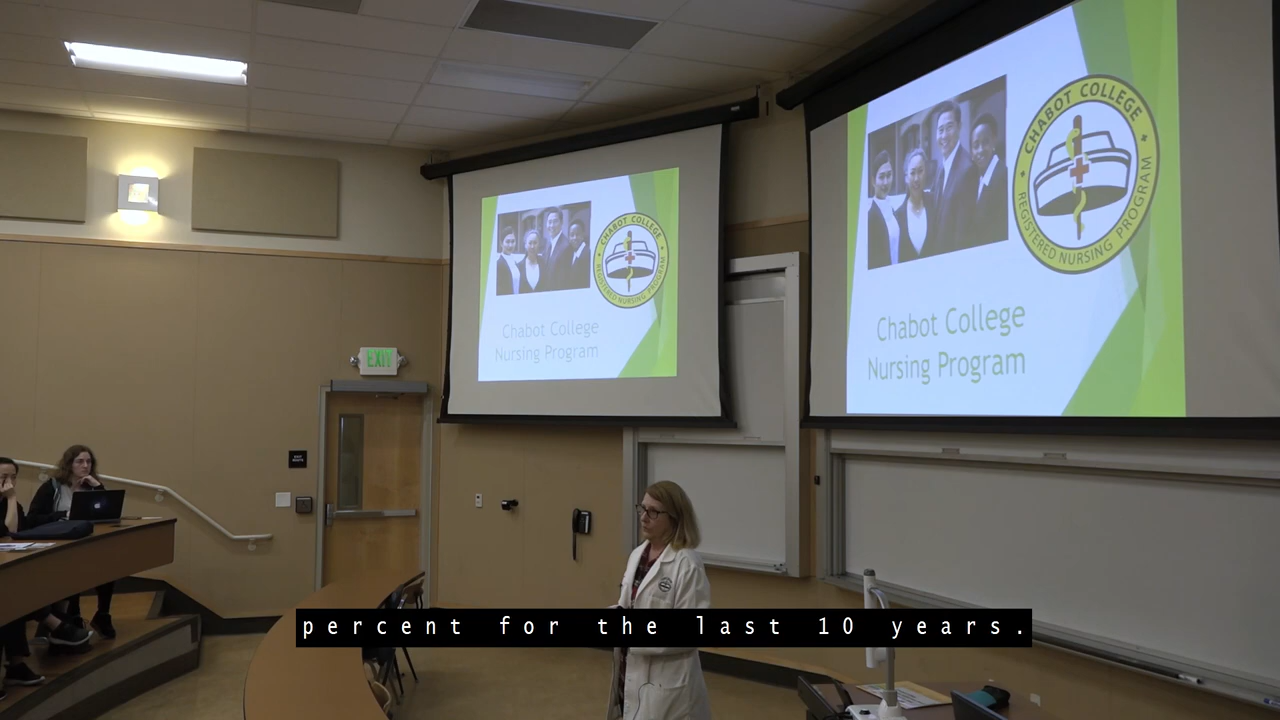 CHABOT COLLEGE
REGISTERED NURSING PROGRAM
Chabot College
Nursing Program
CHABOT COLLEGE
REGISTERED NURSING PROGRAM
Chabot College
Nursing Program
EXIT
percent for the last 10 years.